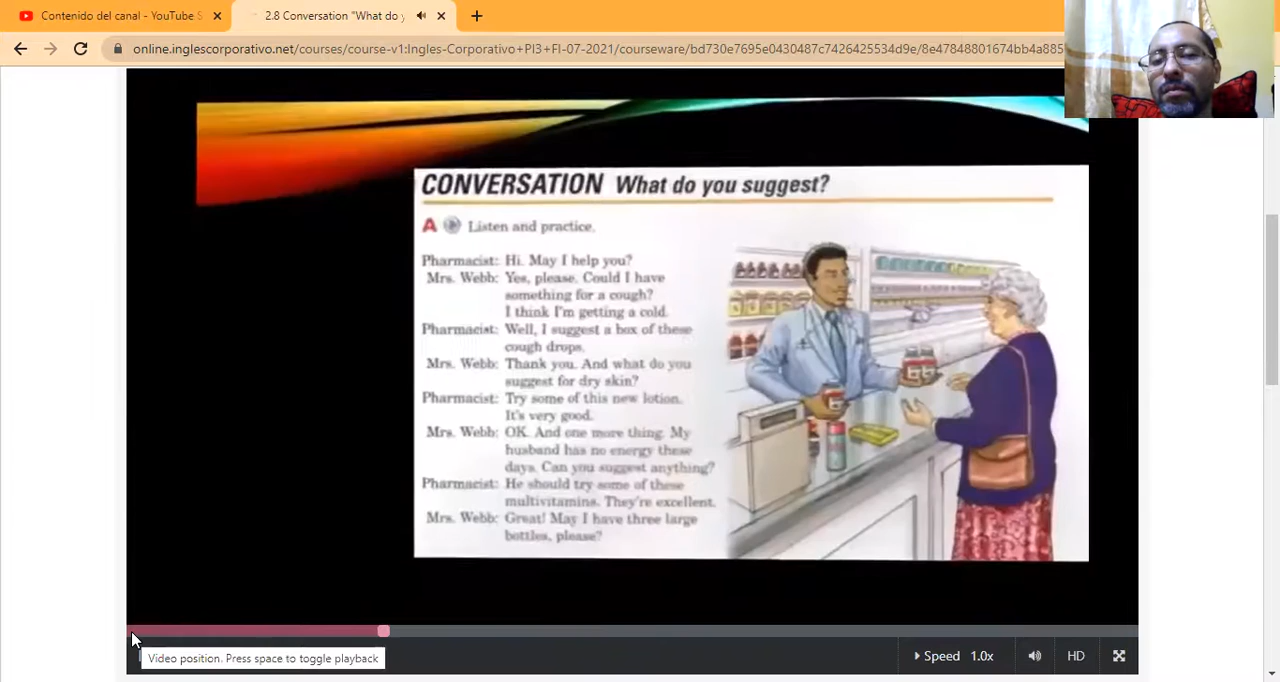 Contenido del canal - YouTube S
2.8 Conversation "What do y
online.inglescorporativo.net/courses/course-v1:Ingles-Corporativo+PI3+FI-07-2021/courseware/bd730e7695e0430487c7426425534d9e/8e47848801674bb4a885
CONVERSATION What do you suggest?
A Listen and practice.
Pharmacist: Hi. May I help you?
Mrs. Webb: Yes, please. Could I have
something for a cough?
I think I'm getting a cold.
Pharmacist: Well, I suggest a box of these
cough drops.
Mrs. Webb: Thank you. And what do you
suggest for dry skin?
Pharmacist: Try some of this new lotion.
It's very good.
Mrs. Webb: OK. And one more thing. My
husband has no energy these
days. Can you suggest anything?
Pharmacist: He should try some of these
multivitamins. They're excellent.
Mrs. Webb: Great! May I have three large
bottles, please?
Video position. Press space to toggle playback
Speed 1.0x
HD